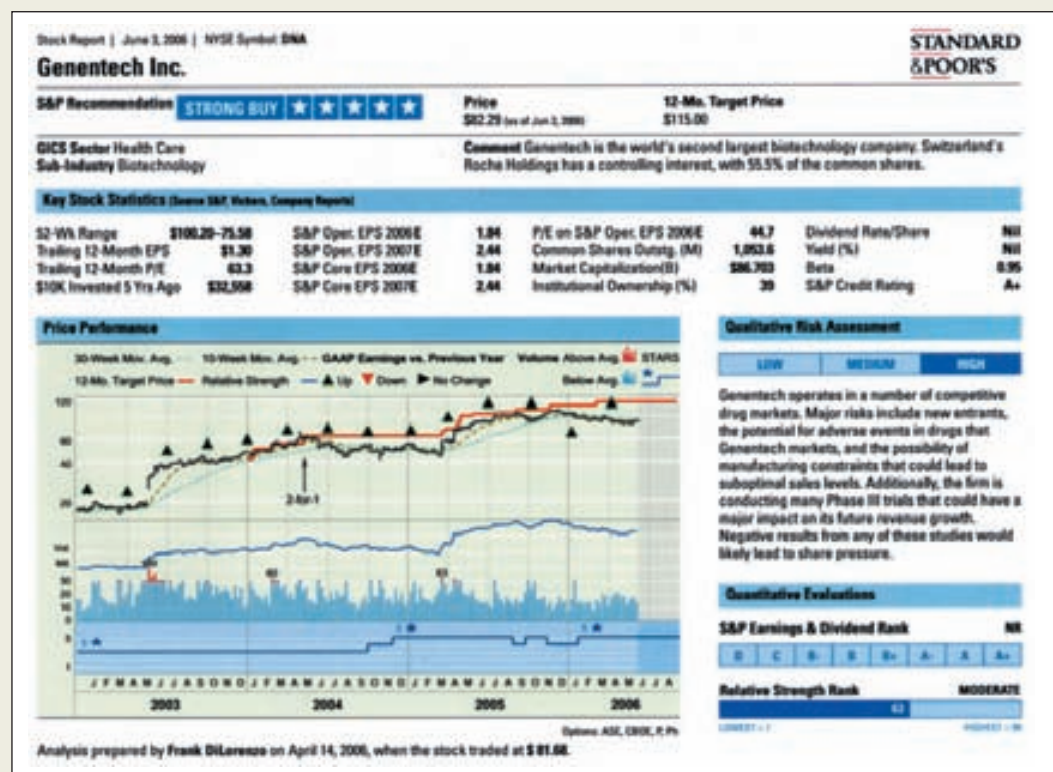 Stock Report | June 3, 2006 | NYSE Symbol: DNA
STANDARD
&POOR'S
Genentech Inc.
S&P Recommendation STRONG BUY ★ ★ ★ ★ ★
Price
$82.29 (as of Jun 2, 2006)
12-Mo. Target Price
$115.00
GICS Sector Health Care
Sub-Industry Biotechnology
Comment Genentech is the world's second largest biotechnology company. Switzerland's
Roche Holdings has a controlling interest, with 55.5% of the common shares.
Key Stock Statistics (Source S&P, Vickers, Company Reports)
52-Wk Range $100.20–75.58 S&P Oper. EPS 2006E 1.84 P/E on S&P Oper. EPS 2006E 44.7 Dividend Rate/Share Nil
Trailing 12-Month EPS $1.30 S&P Oper. EPS 2007E 2.44 Common Shares Outstg. (M) 1,053.6 Yield (%) Nil
Trailing 12-Month P/E 63.3 S&P Core EPS 2006E 1.84 Market Capitalization(B) $86.703 Beta 0.95
$10K Invested 5 Yrs Ago $32,558 S&P Core EPS 2007E 2.44 Institutional Ownership (%) 39 S&P Credit Rating A+
Price Performance
30-Week Mov. Avg. 10-Week Mov. Avg. GAAP Earnings vs. Previous Year Volume Above Avg. STARS
12-Mo. Target Price Relative Strength ▲ Up ▼ Down ► No Change Below Avg.
60
40
20
2-for-1
J F M A M J J A S O N D J F M A M J J A S O N D J F M A M J J A S O N D J F M A M J J A
2003 2004 2005 2006
Options: ASE, CBOE, P, Ph
Analysis prepared by Frank DiLorenzo on April 14, 2006, when the stock traded at $ 81.68.
Qualitative Risk Assessment
LOW MEDIUM HIGH
Genentech operates in a number of competitive
drug markets. Major risks include new entrants,
the potential for adverse events in drugs that
Genentech markets, and the possibility of
manufacturing constraints that could lead to
suboptimal sales levels. Additionally, the firm is
conducting many Phase III trials that could have a
major impact on its future revenue growth.
Negative results from any of these studies would
likely lead to share pressure.
Quantitative Evaluations
S&P Earnings & Dividend Rank NR
D C B- B B+ A- A A+
Relative Strength Rank MODERATE
63
LOWEST = 1 HIGHEST = 99